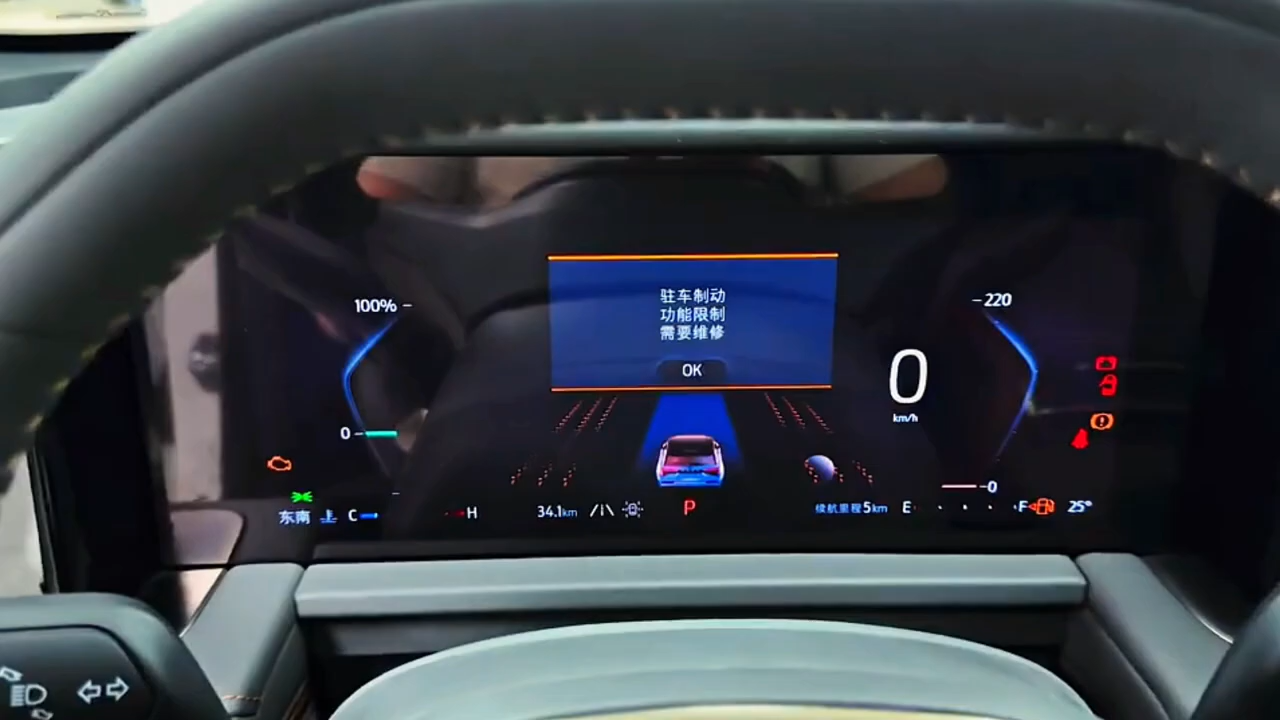 驻车制动
功能限制
需要维修
OK
100%
220
0
km/h
0
0
东南
C
H
34.1km
P
续航里程5km
E
F
25°